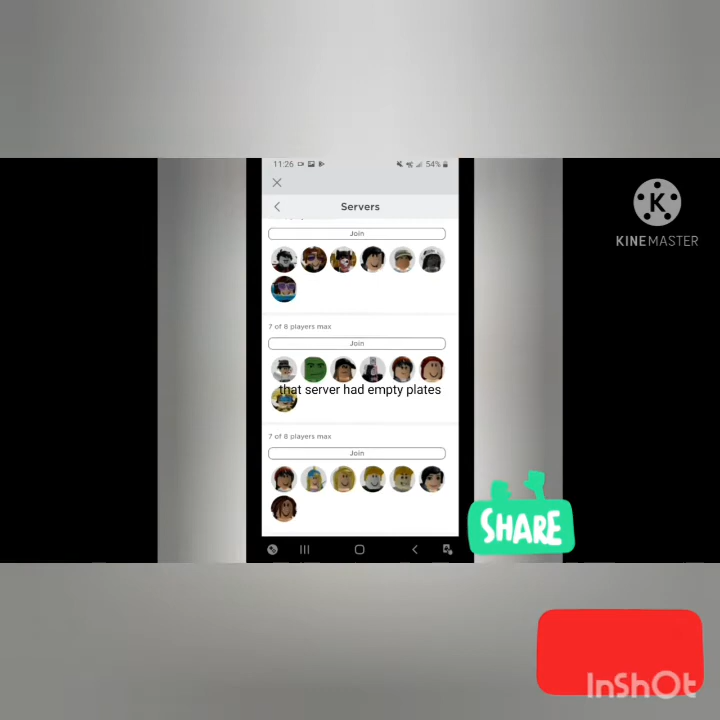 11:26
54%
KINEMASTER
Servers
Join
7 of 8 players max
Join
that server had empty plates
7 of 8 players max
Join
SHARE
InShOt